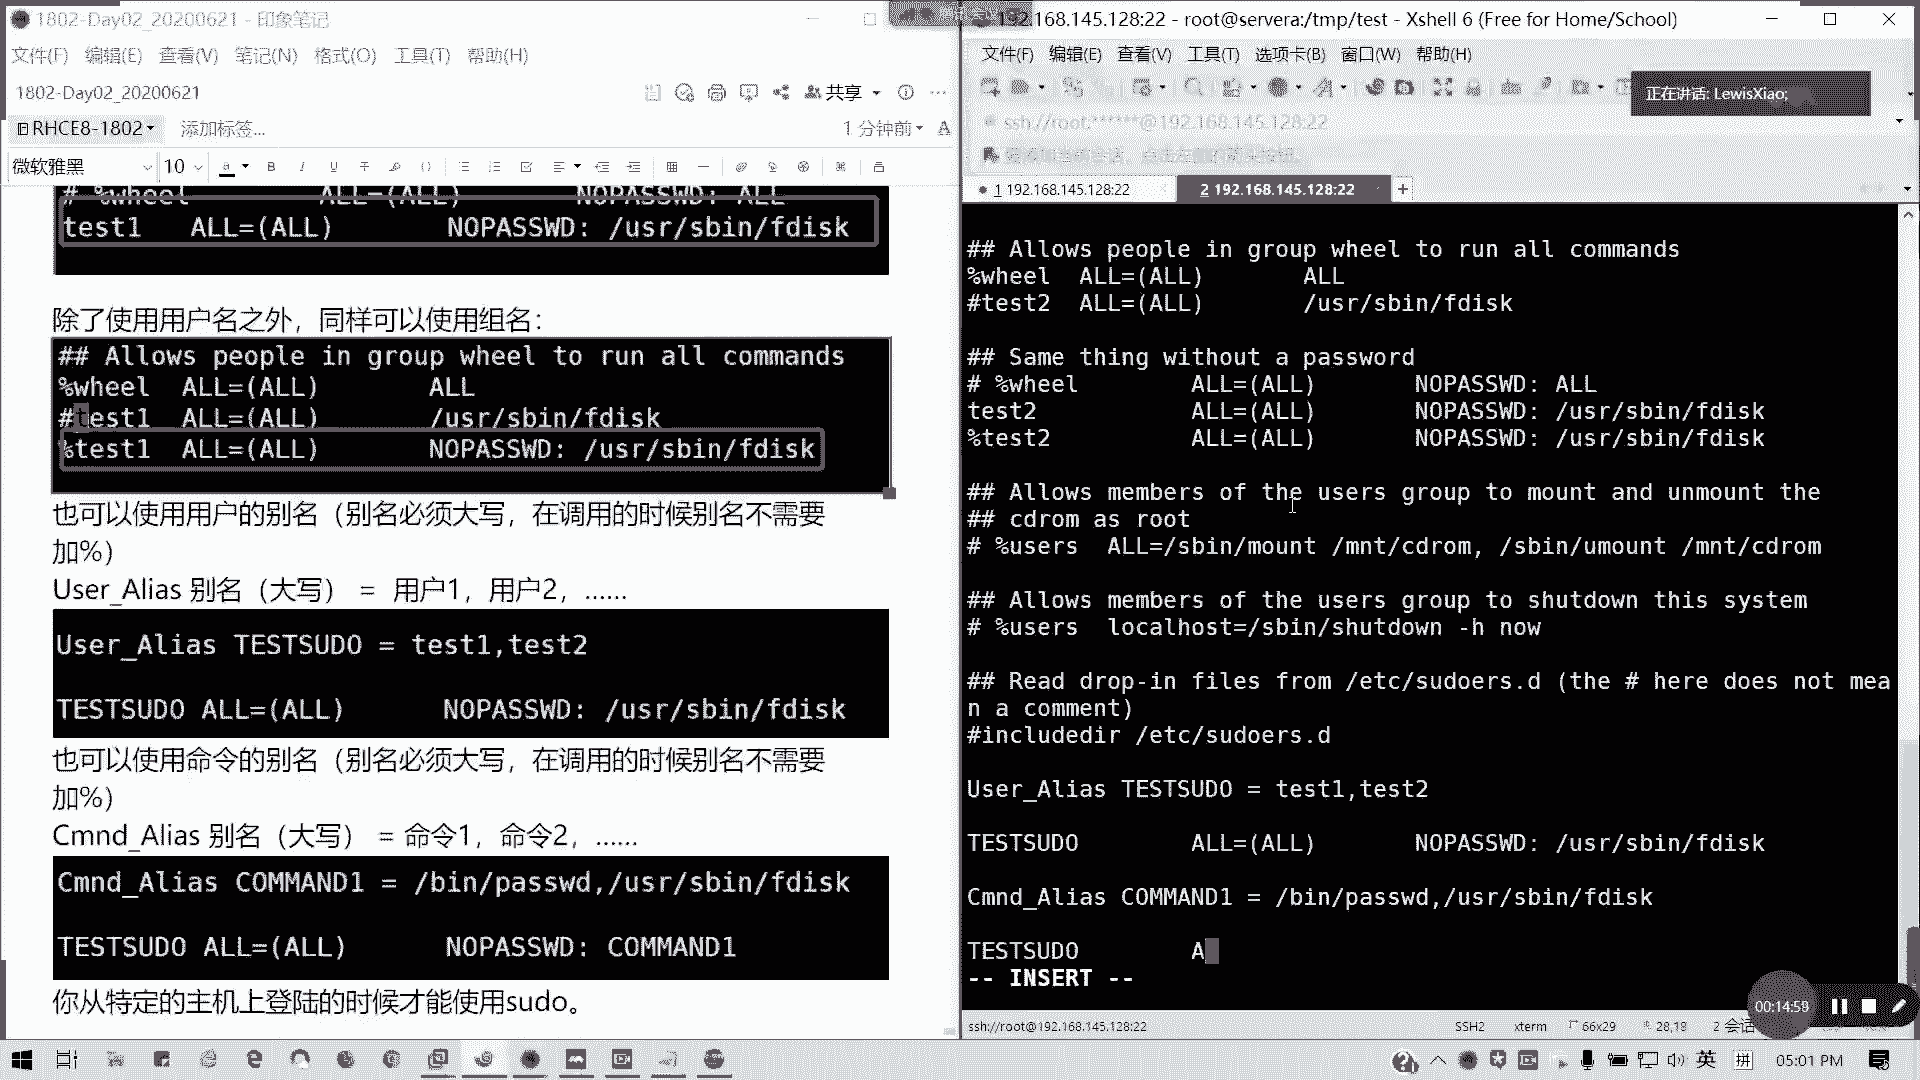 1802-Day02_20200621 - 印象笔记
文件(F) 编辑(E) 查看(V) 笔记(N) 格式(O) 工具(T) 帮助(H)
1802-Day02_20200621
共享
RHCE8-1802
添加标签...
1 分钟前
微软雅黑 10
# %wheel ALL=(ALL) NOPASSWD: ALL
test1 ALL=(ALL) NOPASSWD: /usr/sbin/fdisk
除了使用用户名之外，同样可以使用组名：
## Allows people in group wheel to run all commands
%wheel ALL=(ALL) ALL
#test1 ALL=(ALL) /usr/sbin/fdisk
%test1 ALL=(ALL) NOPASSWD: /usr/sbin/fdisk
也可以使用用户的别名（别名必须大写，在调用的时候别名不需要
加%）
User_Alias 别名（大写） = 用户1，用户2，……
User_Alias TESTSUDO = test1,test2
TESTSUDO ALL=(ALL) NOPASSWD: /usr/sbin/fdisk
也可以使用命令的别名（别名必须大写，在调用的时候别名不需要
加%）
Cmnd_Alias 别名（大写） = 命令1，命令2，……
Cmnd_Alias COMMAND1 = /bin/passwd,/usr/sbin/fdisk
TESTSUDO ALL=(ALL) NOPASSWD: COMMAND1
你从特定的主机上登陆的时候才能使用sudo。
192.168.145.128:22 - root@servera:/tmp/test - Xshell 6 (Free for Home/School)
文件(F) 编辑(E) 查看(V) 工具(T) 选项卡(B) 窗口(W) 帮助(H)
正在讲话: LewisXiao;
ssh://root:******@192.168.145.128:22
1 192.168.145.128:22
2 192.168.145.128:22
## Allows people in group wheel to run all commands
%wheel ALL=(ALL) ALL
#test2 ALL=(ALL) /usr/sbin/fdisk
## Same thing without a password
# %wheel ALL=(ALL) NOPASSWD: ALL
test2 ALL=(ALL) NOPASSWD: /usr/sbin/fdisk
%test2 ALL=(ALL) NOPASSWD: /usr/sbin/fdisk
## Allows members of the users group to mount and unmount the
## cdrom as root
# %users ALL=/sbin/mount /mnt/cdrom, /sbin/umount /mnt/cdrom
## Allows members of the users group to shutdown this system
# %users localhost=/sbin/shutdown -h now
## Read drop-in files from /etc/sudoers.d (the # here does not mea
n a comment)
#includedir /etc/sudoers.d
User_Alias TESTSUDO = test1,test2
TESTSUDO ALL=(ALL) NOPASSWD: /usr/sbin/fdisk
Cmnd_Alias COMMAND1 = /bin/passwd,/usr/sbin/fdisk
TESTSUDO A
-- INSERT --
00:14:59
ssh://root@192.168.145.128:22 SSH2 xterm 66x29 28,18 2 会话
英 拼 05:01 PM